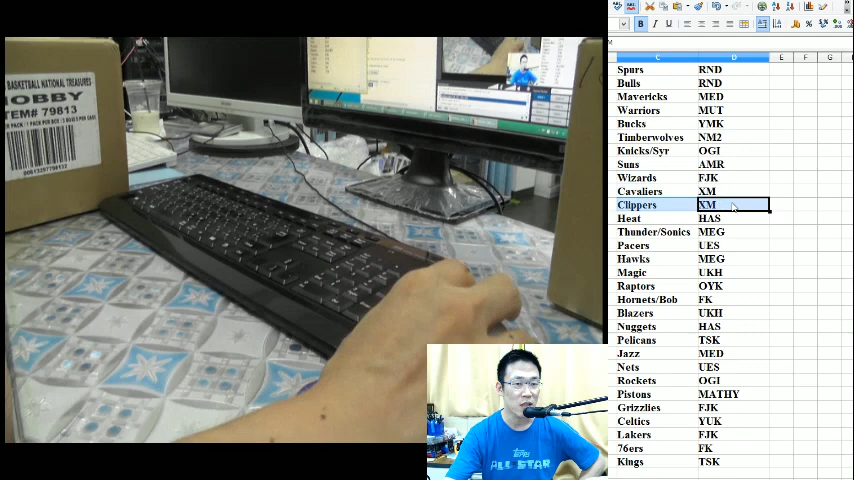 BASKETBALL NATIONAL TREASURES
HOBBY
ITEM# 79813
Topps
ALL STAR
C D E F G
Spurs RND
Bulls RND
Mavericks MED
Warriors MUT
Bucks YMK
Timberwolves NM2
Knicks/Syr OGI
Suns AMR
Wizards FJK
Cavaliers XM
Clippers XM
Heat HAS
Thunder/Sonics MEG
Pacers UES
Hawks MEG
Magic UKH
Raptors OYK
Hornets/Bob FK
Blazers UKH
Nuggets HAS
Pelicans TSK
Jazz MED
Nets UES
Rockets OGI
Pistons MATHY
Grizzlies FJK
Celtics YUK
Lakers FJK
76ers FK
Kings TSK